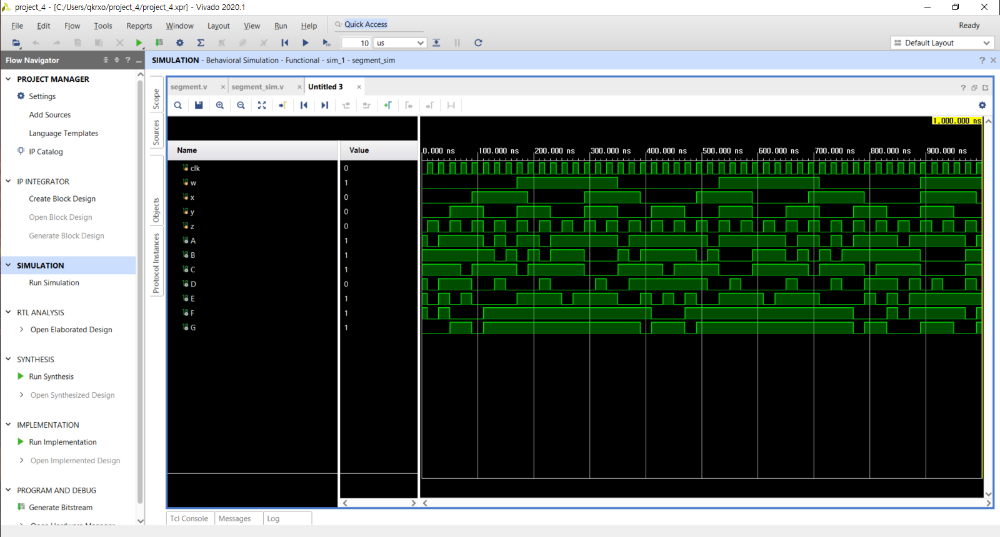 project_4 - [C:/Users/qkrxo/project_4/project_4.xpr] - Vivado 2020.1
File Edit Flow Tools Reports Window Layout View Run Help Quick Access Ready
10 us Default Layout
Flow Navigator
PROJECT MANAGER
Settings
Add Sources
Language Templates
IP Catalog
IP INTEGRATOR
Create Block Design
Open Block Design
Generate Block Design
SIMULATION
Run Simulation
RTL ANALYSIS
Open Elaborated Design
SYNTHESIS
Run Synthesis
Open Synthesized Design
IMPLEMENTATION
Run Implementation
Open Implemented Design
PROGRAM AND DEBUG
Generate Bitstream
Open Hardware Manager
SIMULATION - Behavioral Simulation - Functional - sim_1 - segment_sim
Scope
Sources
Objects
Protocol Instances
segment.v segment_sim.v Untitled 3
1,000.000 ns
Name Value
0.000 ns 100.000 ns 200.000 ns 300.000 ns 400.000 ns 500.000 ns 600.000 ns 700.000 ns 800.000 ns 900.000 ns
clk 0
w 1
x 0
y 0
z 0
A 1
B 1
C 1
D 0
E 1
F 1
G 1
Tcl Console Messages Log